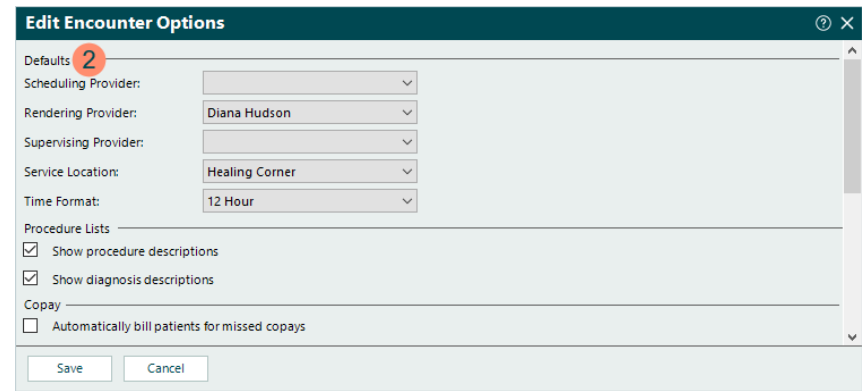 Edit Encounter Options
Defaults 2
Scheduling Provider:
Rendering Provider: Diana Hudson
Supervising Provider:
Service Location: Healing Corner
Time Format: 12 Hour
Procedure Lists
Show procedure descriptions
Show diagnosis descriptions
Copay
Automatically bill patients for missed copays
Save Cancel